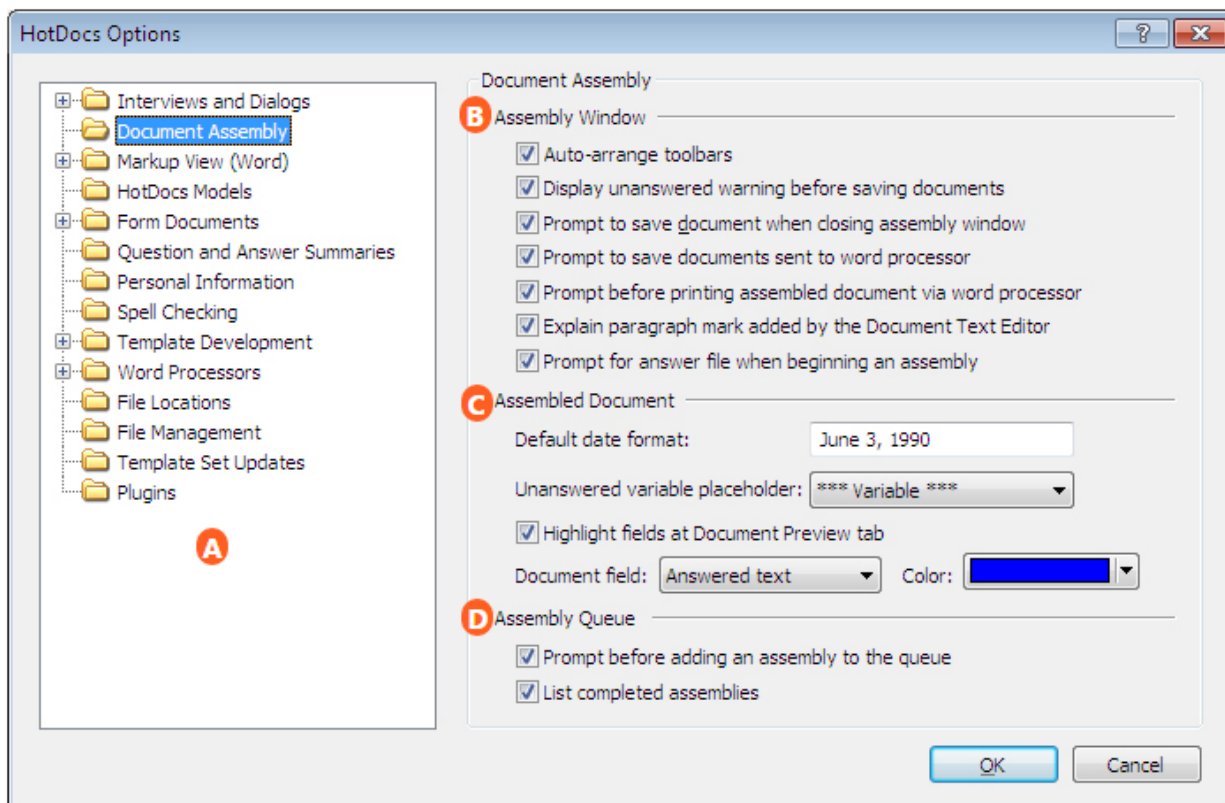 HotDocs Options
Interviews and Dialogs
Document Assembly
Markup View (Word)
HotDocs Models
Form Documents
Question and Answer Summaries
Personal Information
Spell Checking
Template Development
Word Processors
File Locations
File Management
Template Set Updates
Plugins
A
Document Assembly
B Assembly Window
Auto-arrange toolbars
Display unanswered warning before saving documents
Prompt to save document when closing assembly window
Prompt to save documents sent to word processor
Prompt before printing assembled document via word processor
Explain paragraph mark added by the Document Text Editor
Prompt for answer file when beginning an assembly
C Assembled Document
Default date format: June 3, 1990
Unanswered variable placeholder: *** Variable ***
Highlight fields at Document Preview tab
Document field: Answered text Color:
D Assembly Queue
Prompt before adding an assembly to the queue
List completed assemblies
OK Cancel